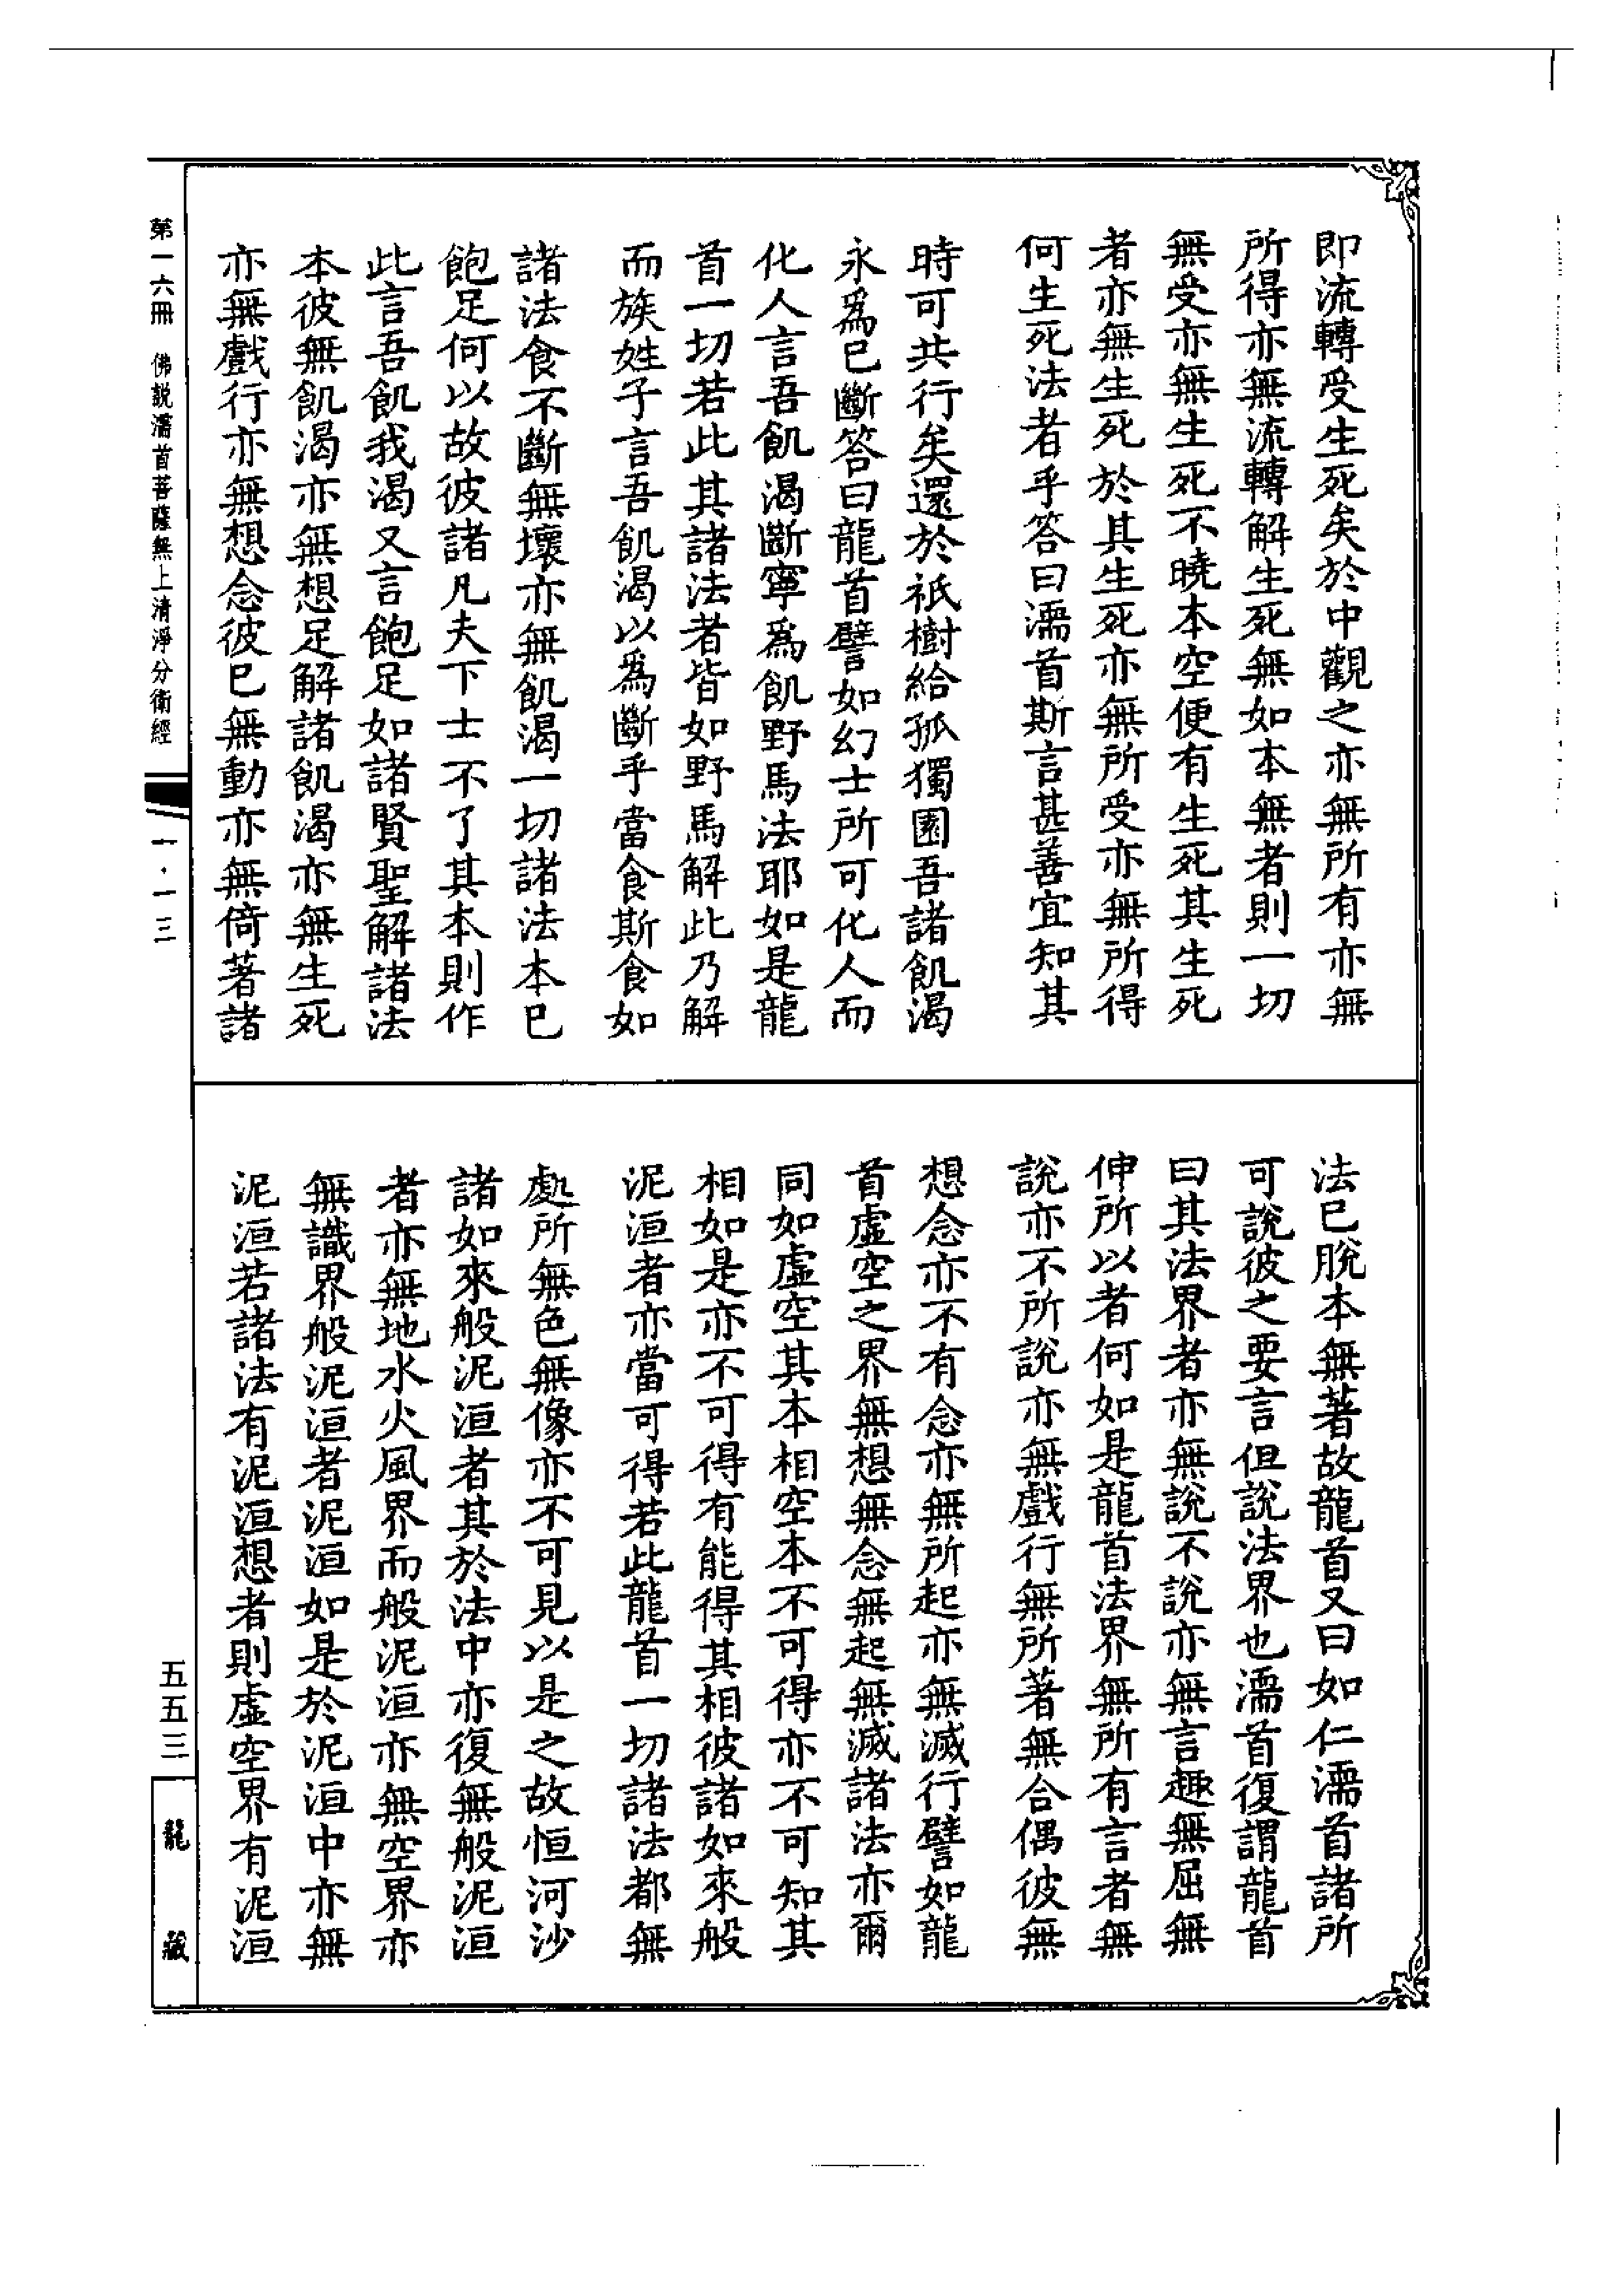 即流轉受生死矣於中觀之亦無所有亦無
所得亦無流轉解生死無如本無者則一切
無受亦無生死不曉本空便有生死其生死
者亦無生死於其生死亦無所受亦無所得
何生死法者乎答曰濡首斯言甚善宜知其
時可共行矣還於祇樹給孤獨園吾諸飢渴
永爲已斷答曰龍首譬如幻士所可化人而
化人言吾飢渴斷寧爲飢野馬法耶如是龍
首一切若此其諸法者皆如野馬解此乃解
而族姓子言吾飢渴以爲斷乎當食斯食如
諸法食不斷無壞亦無飢渴一切諸法本已
飽足何以故彼諸凡夫下士不了其本則作
此言吾飢我渴又言飽足如諸賢聖解諸法
本彼無飢渴亦無想足解諸飢渴亦無生死
亦無戲行亦無想念彼已無動亦無倚著諸
法已脫本無著故龍首又曰如仁濡首諸所
可說彼之要言但說法界也濡首復謂龍首
曰其法界者亦無說不說亦無言趣無屈無
伸所以者何如是龍首法界無所有言者無
說亦不所說亦無戲行無所著無合偶彼無
想念亦不有念亦無所起亦無滅行譬如龍
首虛空之界無想無念無起無滅諸法亦爾
同如虛空其本相空本不可得亦不可知其
相如是亦不可得有能得其相彼諸如來般
泥洹者亦當可得若此龍首一切諸法都無
處所無色無像亦不可見以是之故恒河沙
諸如來般泥洹者其於法中亦復無般泥洹
者亦無地水火風界而般泥洹亦無空界亦
無識界般泥洹者泥洹如是於泥洹中亦無
泥洹若諸法有泥洹想者則虛空界有泥洹
第一六冊 佛説濡首菩薩無上清淨分衛經
一·一三
五五三
龍藏